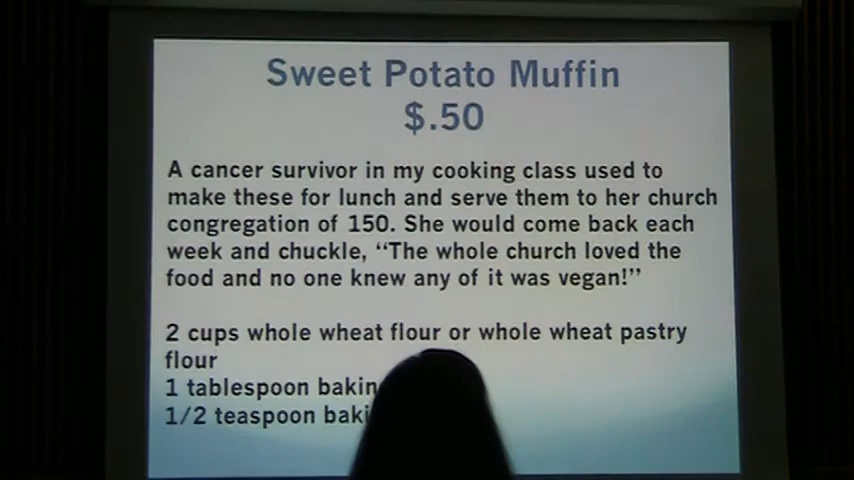 Sweet Potato Muffin
$.50
A cancer survivor in my cooking class used to
make these for lunch and serve them to her church
congregation of 150. She would come back each
week and chuckle, “The whole church loved the
food and no one knew any of it was vegan!”
2 cups whole wheat flour or whole wheat pastry
flour
1 tablespoon
1/2 teaspoon